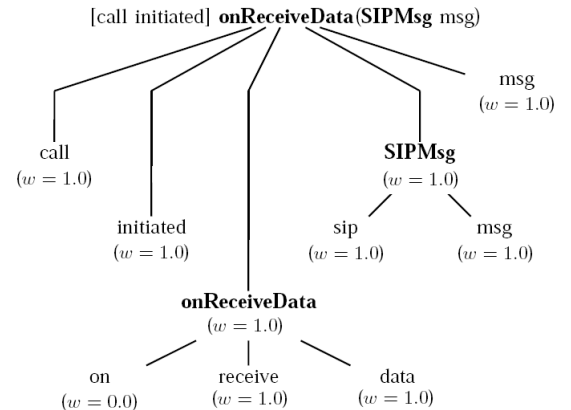 [call initiated] onReceiveData(SIPMsg msg)
msg
(w = 1.0)
call
(w = 1.0)
SIPMsg
(w = 1.0)
initiated
(w = 1.0)
sip
(w = 1.0)
msg
(w = 1.0)
onReceiveData
(w = 1.0)
on
(w = 0.0)
receive
(w = 1.0)
data
(w = 1.0)